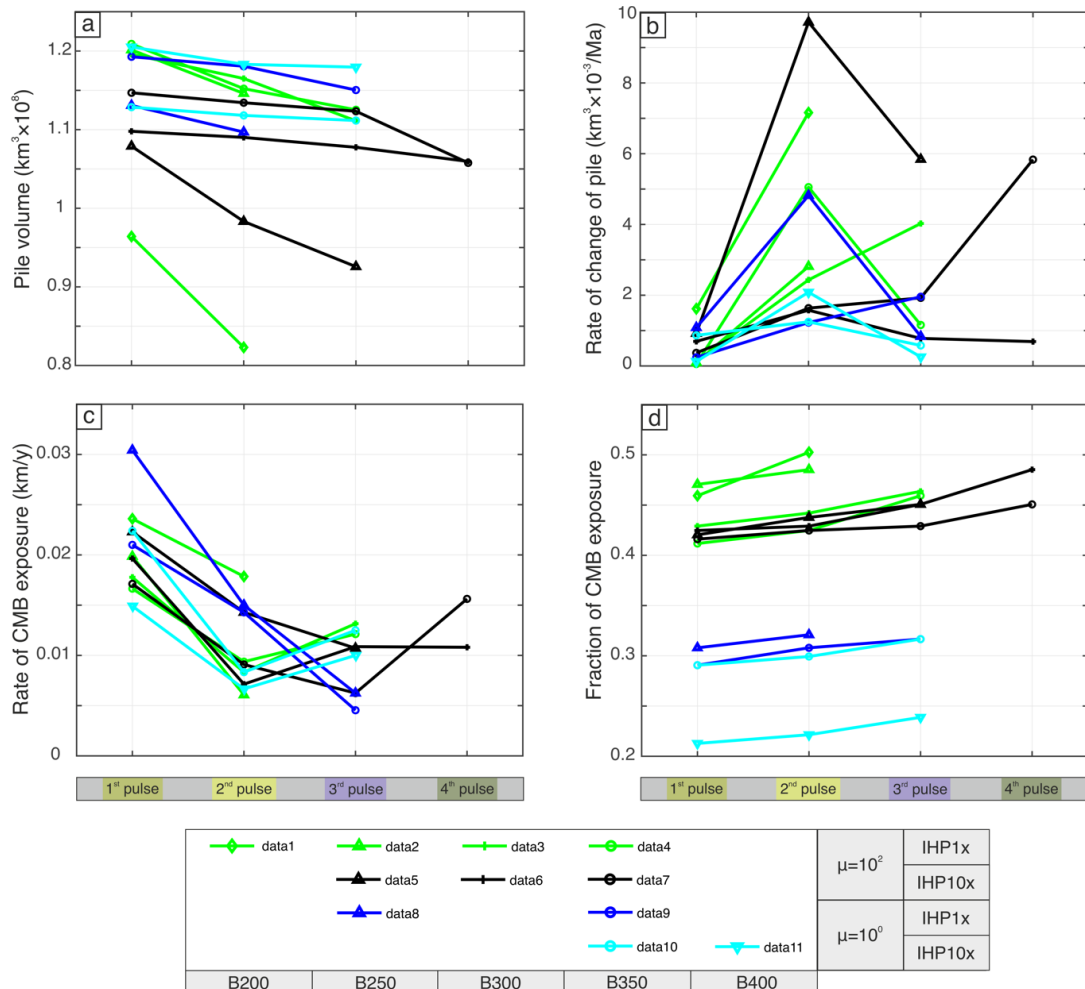 a
Pile volume (km³×10⁸)
1.2
1.1
1
0.9
0.8
b
Rate of change of pile (km³×10⁻³/Ma)
10
8
6
4
2
0
c
Rate of CMB exposure (km/y)
0.03
0.02
0.01
0
d
Fraction of CMB exposure
0.5
0.4
0.3
0.2
1ˢᵗ pulse 2ⁿᵈ pulse 3ʳᵈ pulse 4ᵗʰ pulse
1ˢᵗ pulse 2ⁿᵈ pulse 3ʳᵈ pulse 4ᵗʰ pulse
data1 data2 data3 data4
data5 data6 data7
data8 data9
data10 data11
μ=10² IHP1x
IHP10x
μ=10⁰ IHP1x
IHP10x
B200 B250 B300 B350 B400